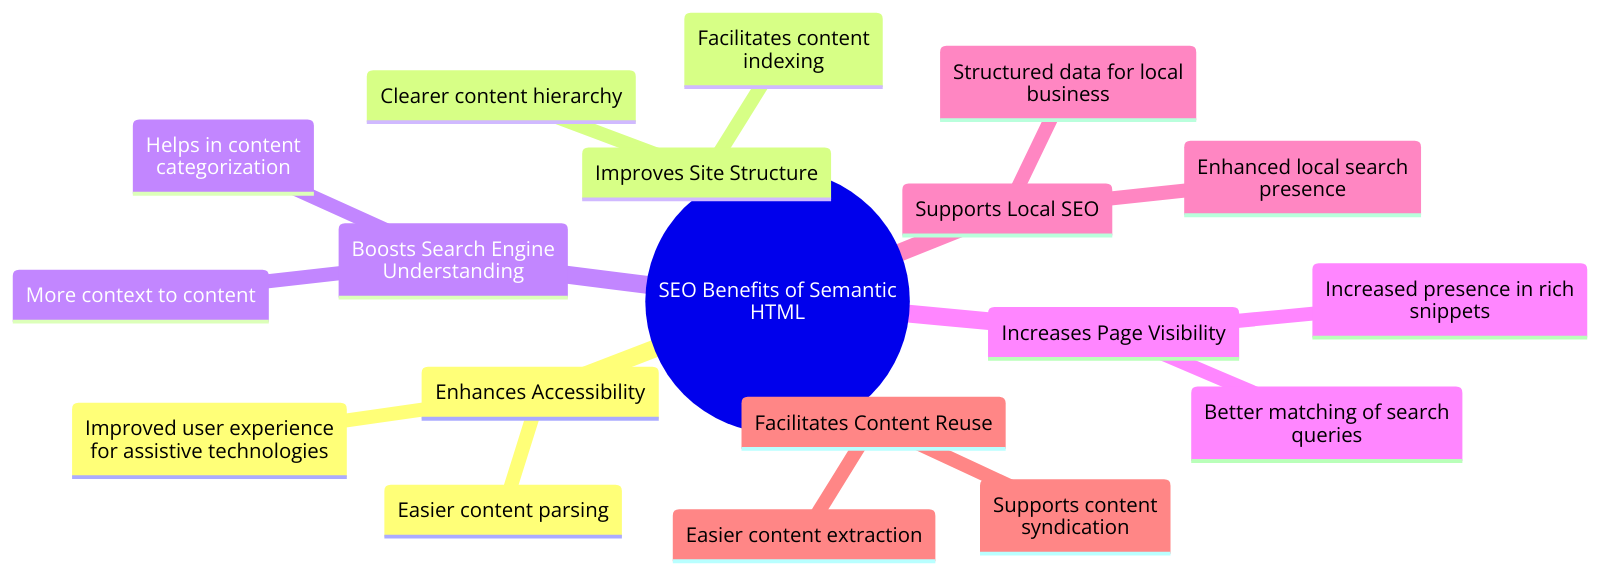 SEO Benefits of Semantic
HTML
Improves Site Structure
Clearer content hierarchy
Facilitates content
indexing
Supports Local SEO
Structured data for local
business
Enhanced local search
presence
Boosts Search Engine
Understanding
Helps in content
categorization
More context to content
Increases Page Visibility
Increased presence in rich
snippets
Better matching of search
queries
Enhances Accessibility
Improved user experience
for assistive technologies
Easier content parsing
Facilitates Content Reuse
Easier content extraction
Supports content
syndication